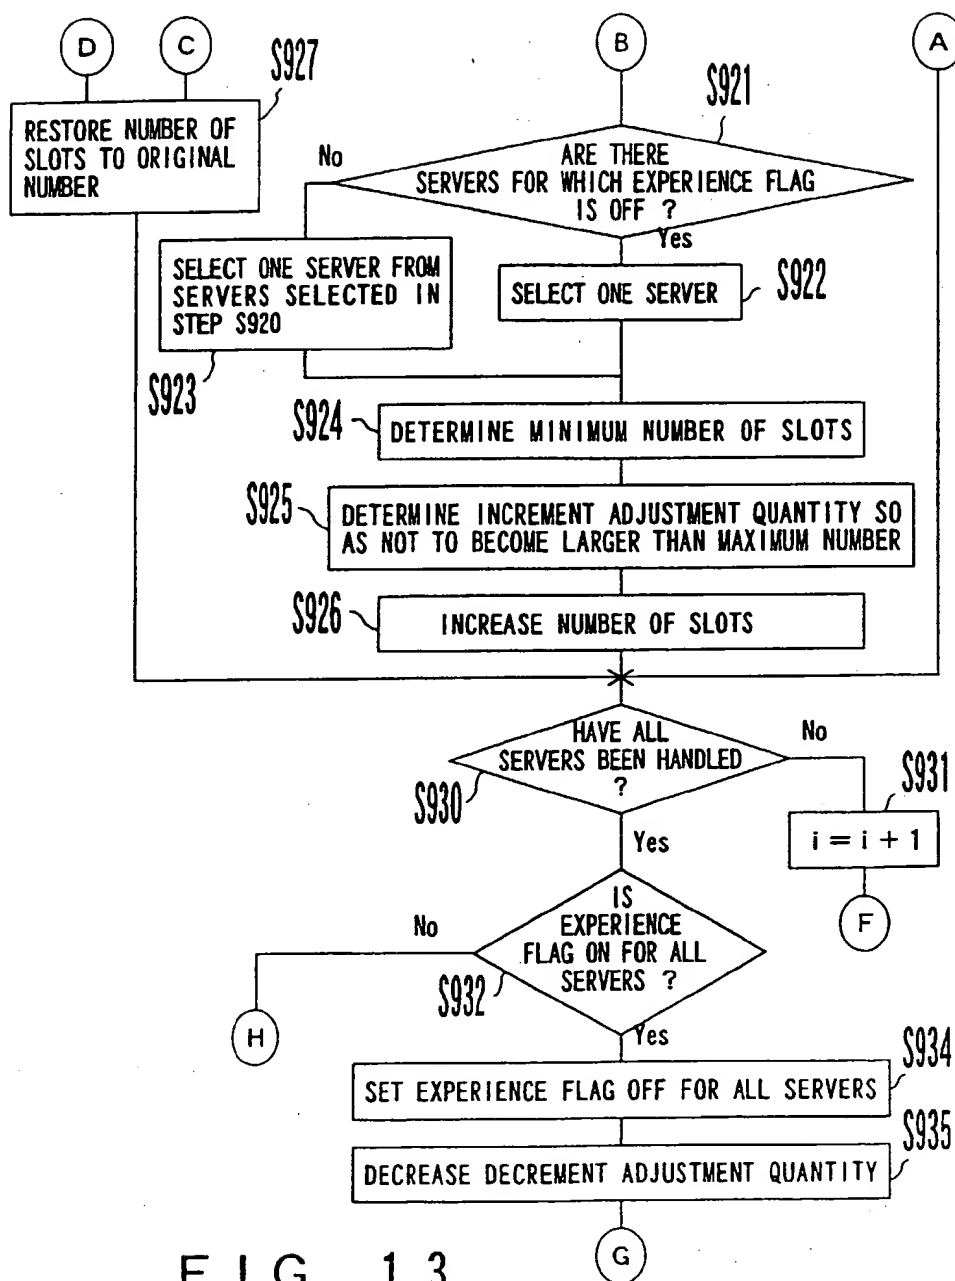 D
C
B
A
S927
RESTORE NUMBER OF
SLOTS TO ORIGINAL
NUMBER
S921
No
ARE THERE
SERVERS FOR WHICH EXPERIENCE FLAG
IS OFF ?
Yes
SELECT ONE SERVER FROM
SERVERS SELECTED IN
STEP S920
S923
SELECT ONE SERVER
S922
S924
DETERMINE MINIMUM NUMBER OF SLOTS
S925
DETERMINE INCREMENT ADJUSTMENT QUANTITY SO
AS NOT TO BECOME LARGER THAN MAXIMUM NUMBER
S926
INCREASE NUMBER OF SLOTS
HAVE ALL
SERVERS BEEN HANDLED
?
No
S930
S931
i = i + 1
Yes
F
IS
EXPERIENCE
FLAG ON FOR ALL
SERVERS ?
No
S932
H
Yes
S934
SET EXPERIENCE FLAG OFF FOR ALL SERVERS
S935
DECREASE DECREMENT ADJUSTMENT QUANTITY
G
FIG. 13